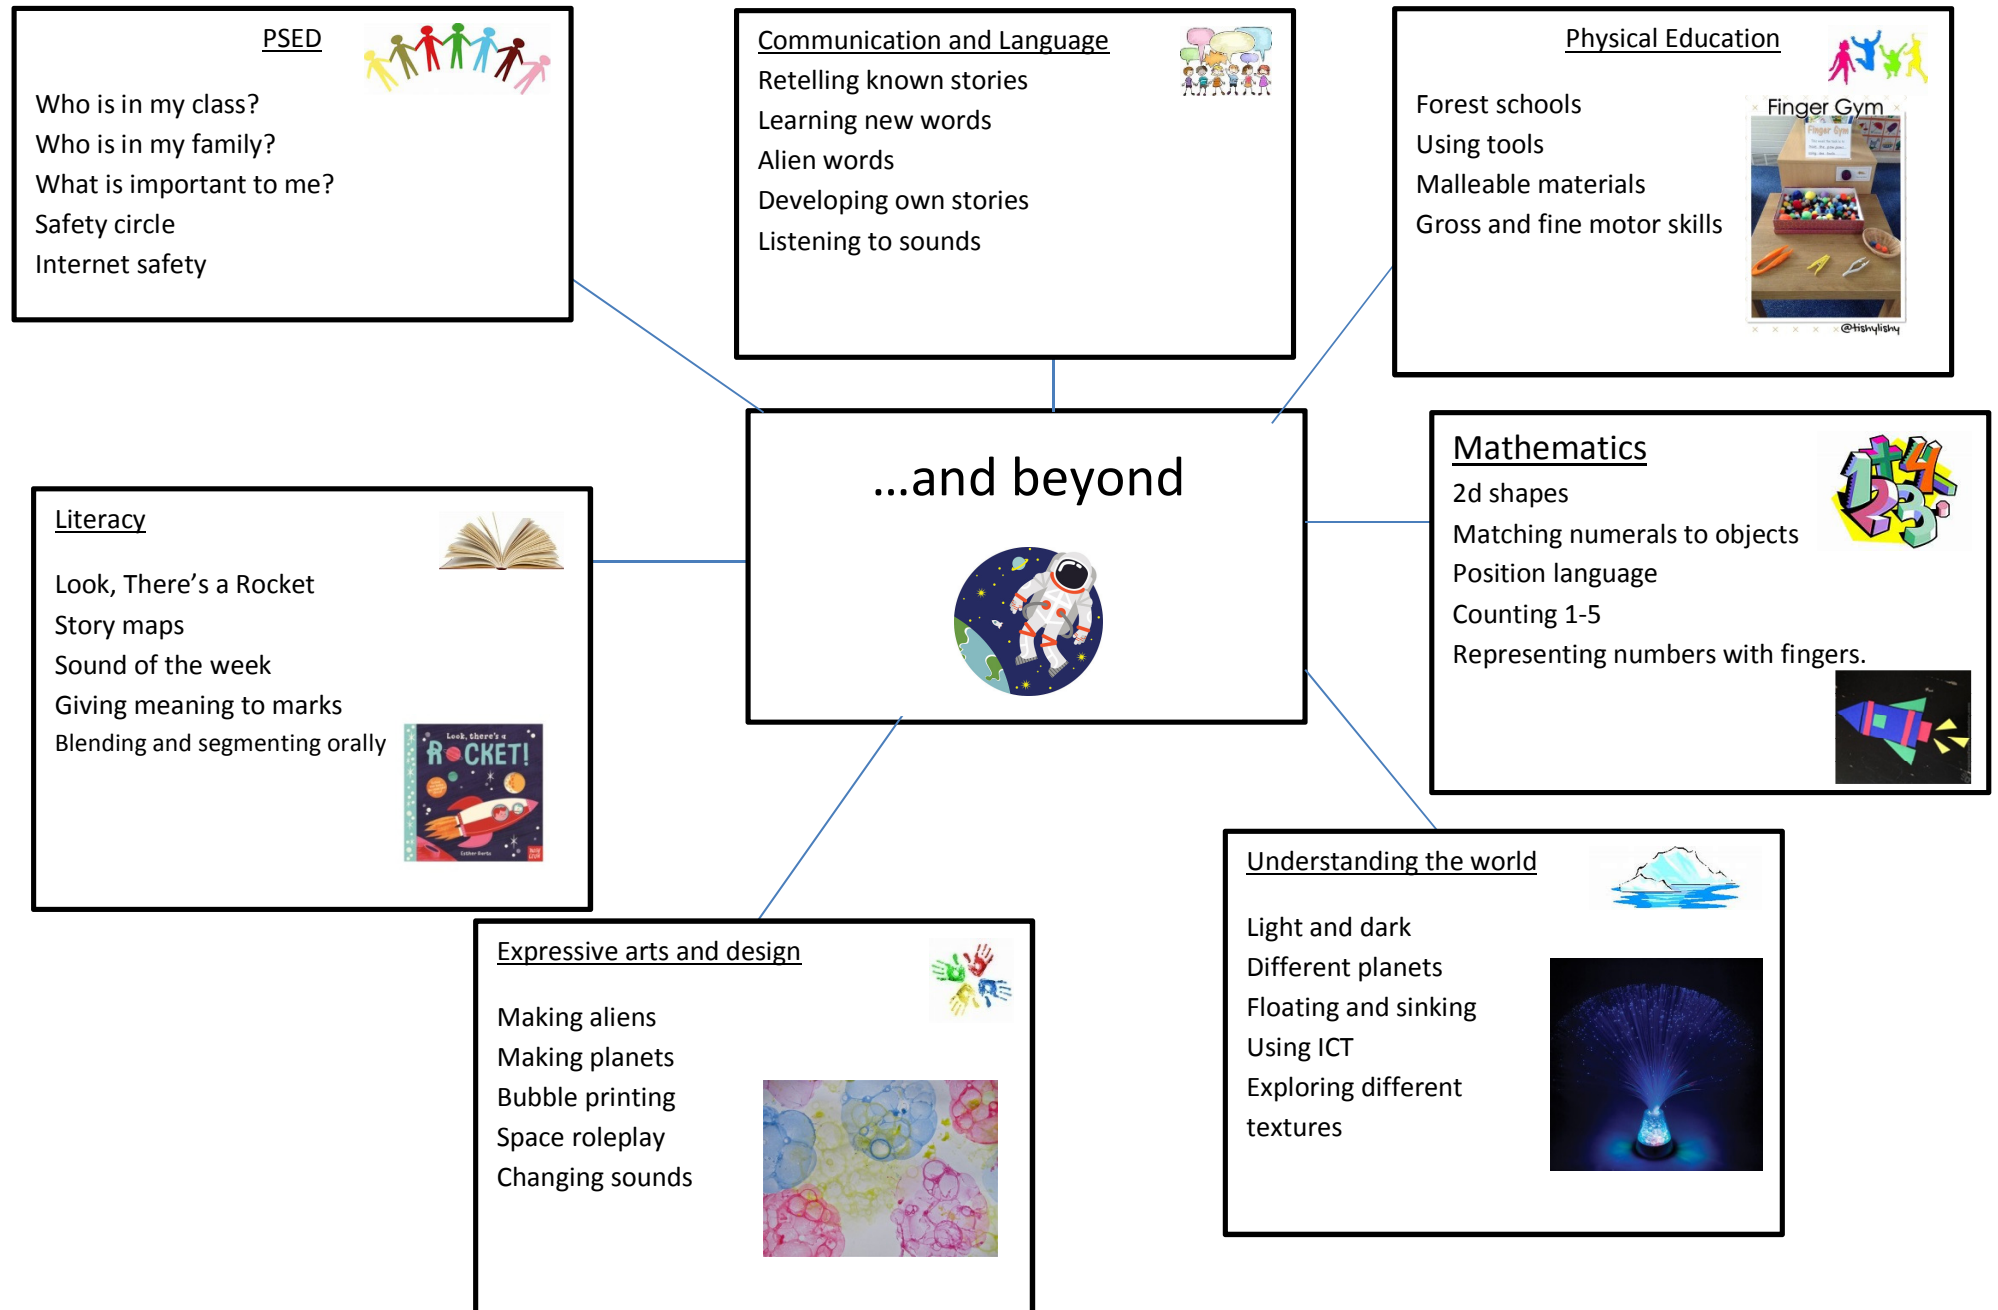 PSED
Who is in my class?
Who is in my family?
What is important to me?
Safety circle
Internet safety
Communication and Language
Retelling known stories
Learning new words
Alien words
Developing own stories
Listening to sounds
Physical Education
Forest schools
Using tools
Malleable materials
Gross and fine motor skills
Finger Gym
Finger Gym
@tishylishy
…and beyond
Mathematics
2d shapes
Matching numerals to objects
Position language
Counting 1-5
Representing numbers with fingers.
Literacy
Look, There’s a Rocket
Story maps
Sound of the week
Giving meaning to marks
Blending and segmenting orally
Look, there's a
ROCKET!
Expressive arts and design
Making aliens
Making planets
Bubble printing
Space roleplay
Changing sounds
Understanding the world
Light and dark
Different planets
Floating and sinking
Using ICT
Exploring different
textures